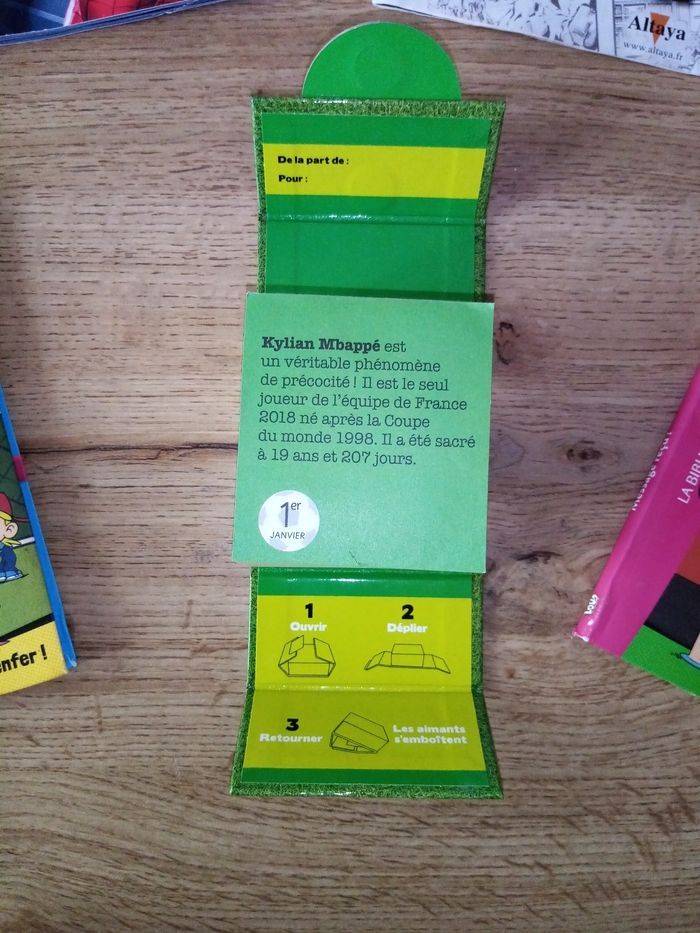 Altaya
www.altaya.fr
De la part de :
Pour :
Kylian Mbappé est
un véritable phénomène
de précocité ! Il est le seul
joueur de l'équipe de France
2018 né après la Coupe
du monde 1998. Il a été sacré
à 19 ans et 207 jours.
1er
JANVIER
1
Ouvrir
2
Déplier
3
Retourner
Les aimants
s'emboîtent
enfer !
LA BIBLI